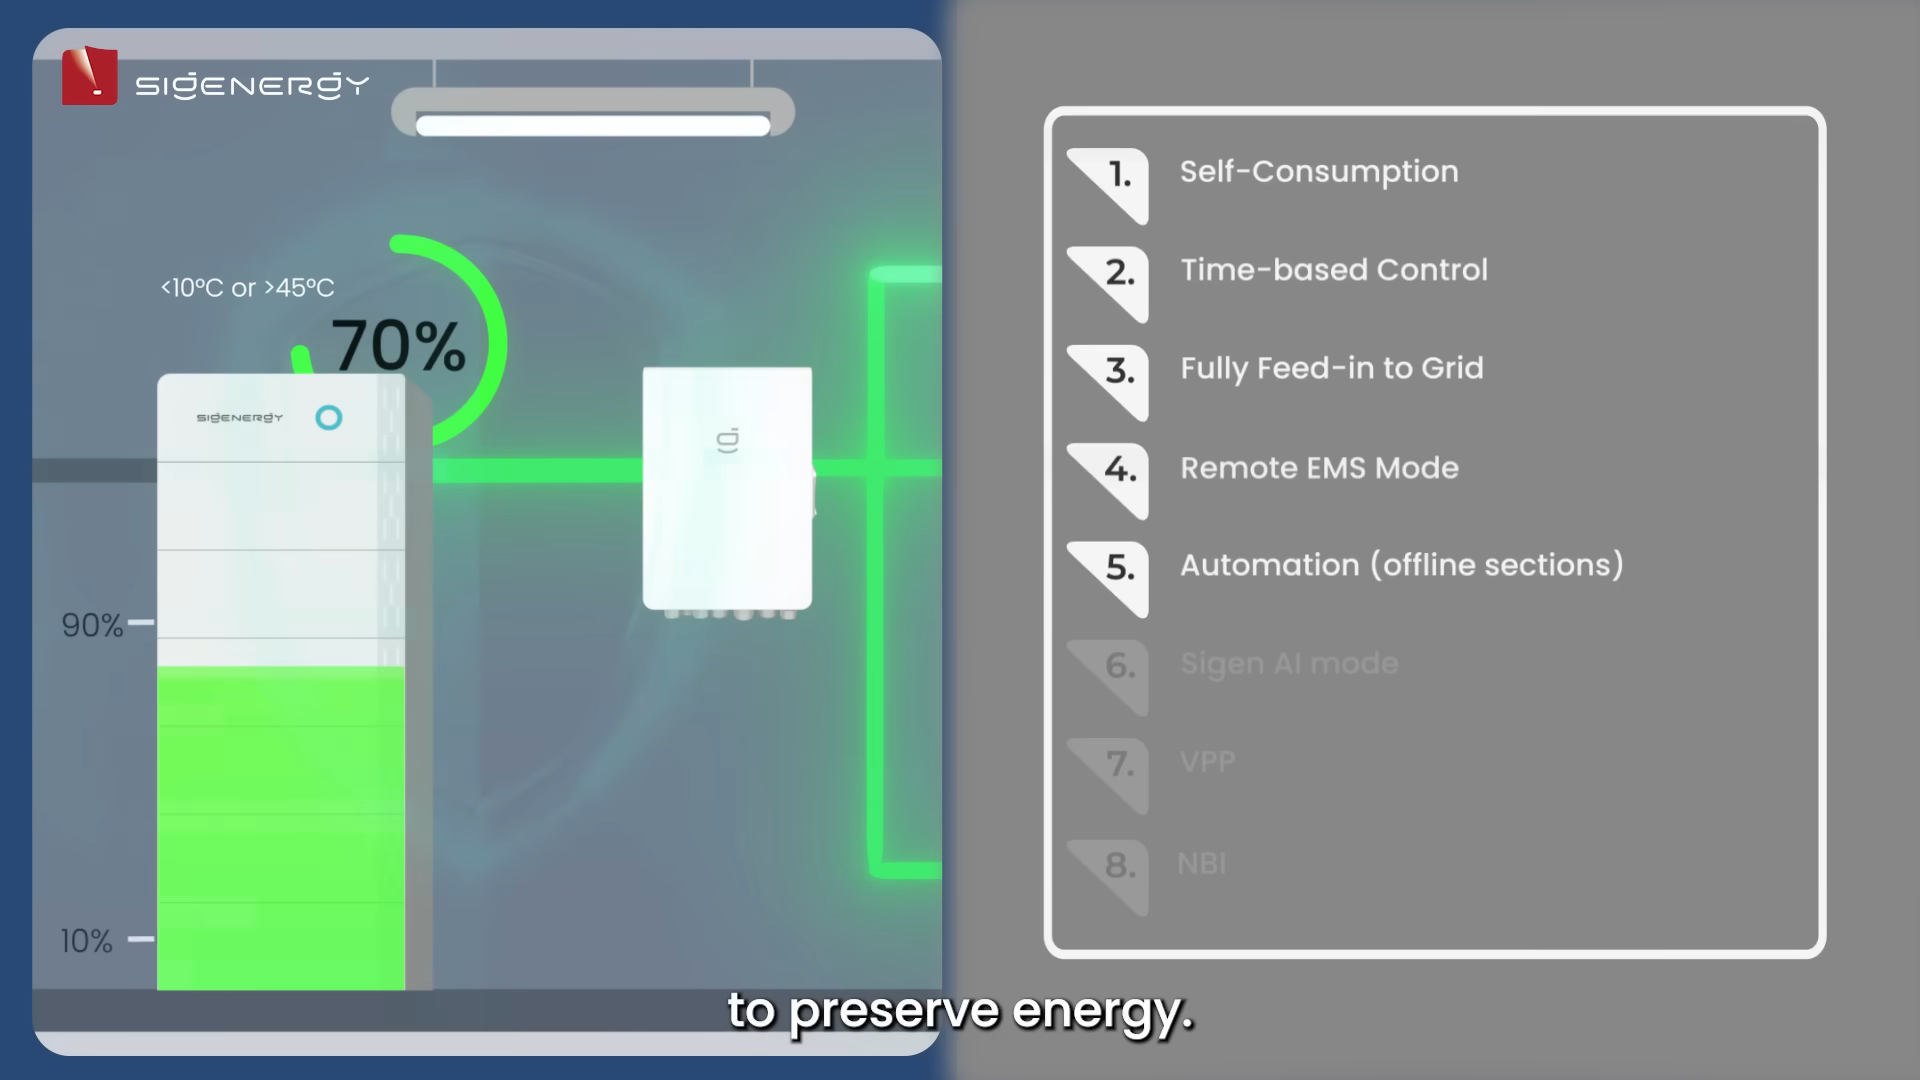 SIGENERGY
<10°C or >45°C
70%
SIGENERGY
90%
10%
1. Self-Consumption
2. Time-based Control
3. Fully Feed-in to Grid
4. Remote EMS Mode
5. Automation (offline sections)
6. Sigen AI mode
7. VPP
8. NBI
to preserve energy.